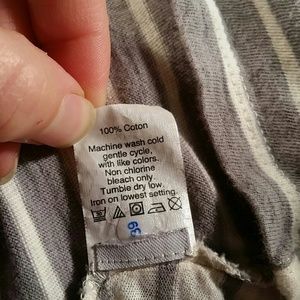 100% Coton
Machine wash cold
gentle cycle,
with like colors.
Non chlorine
bleach only.
Tumble dry low.
Iron on lowest setting.
39